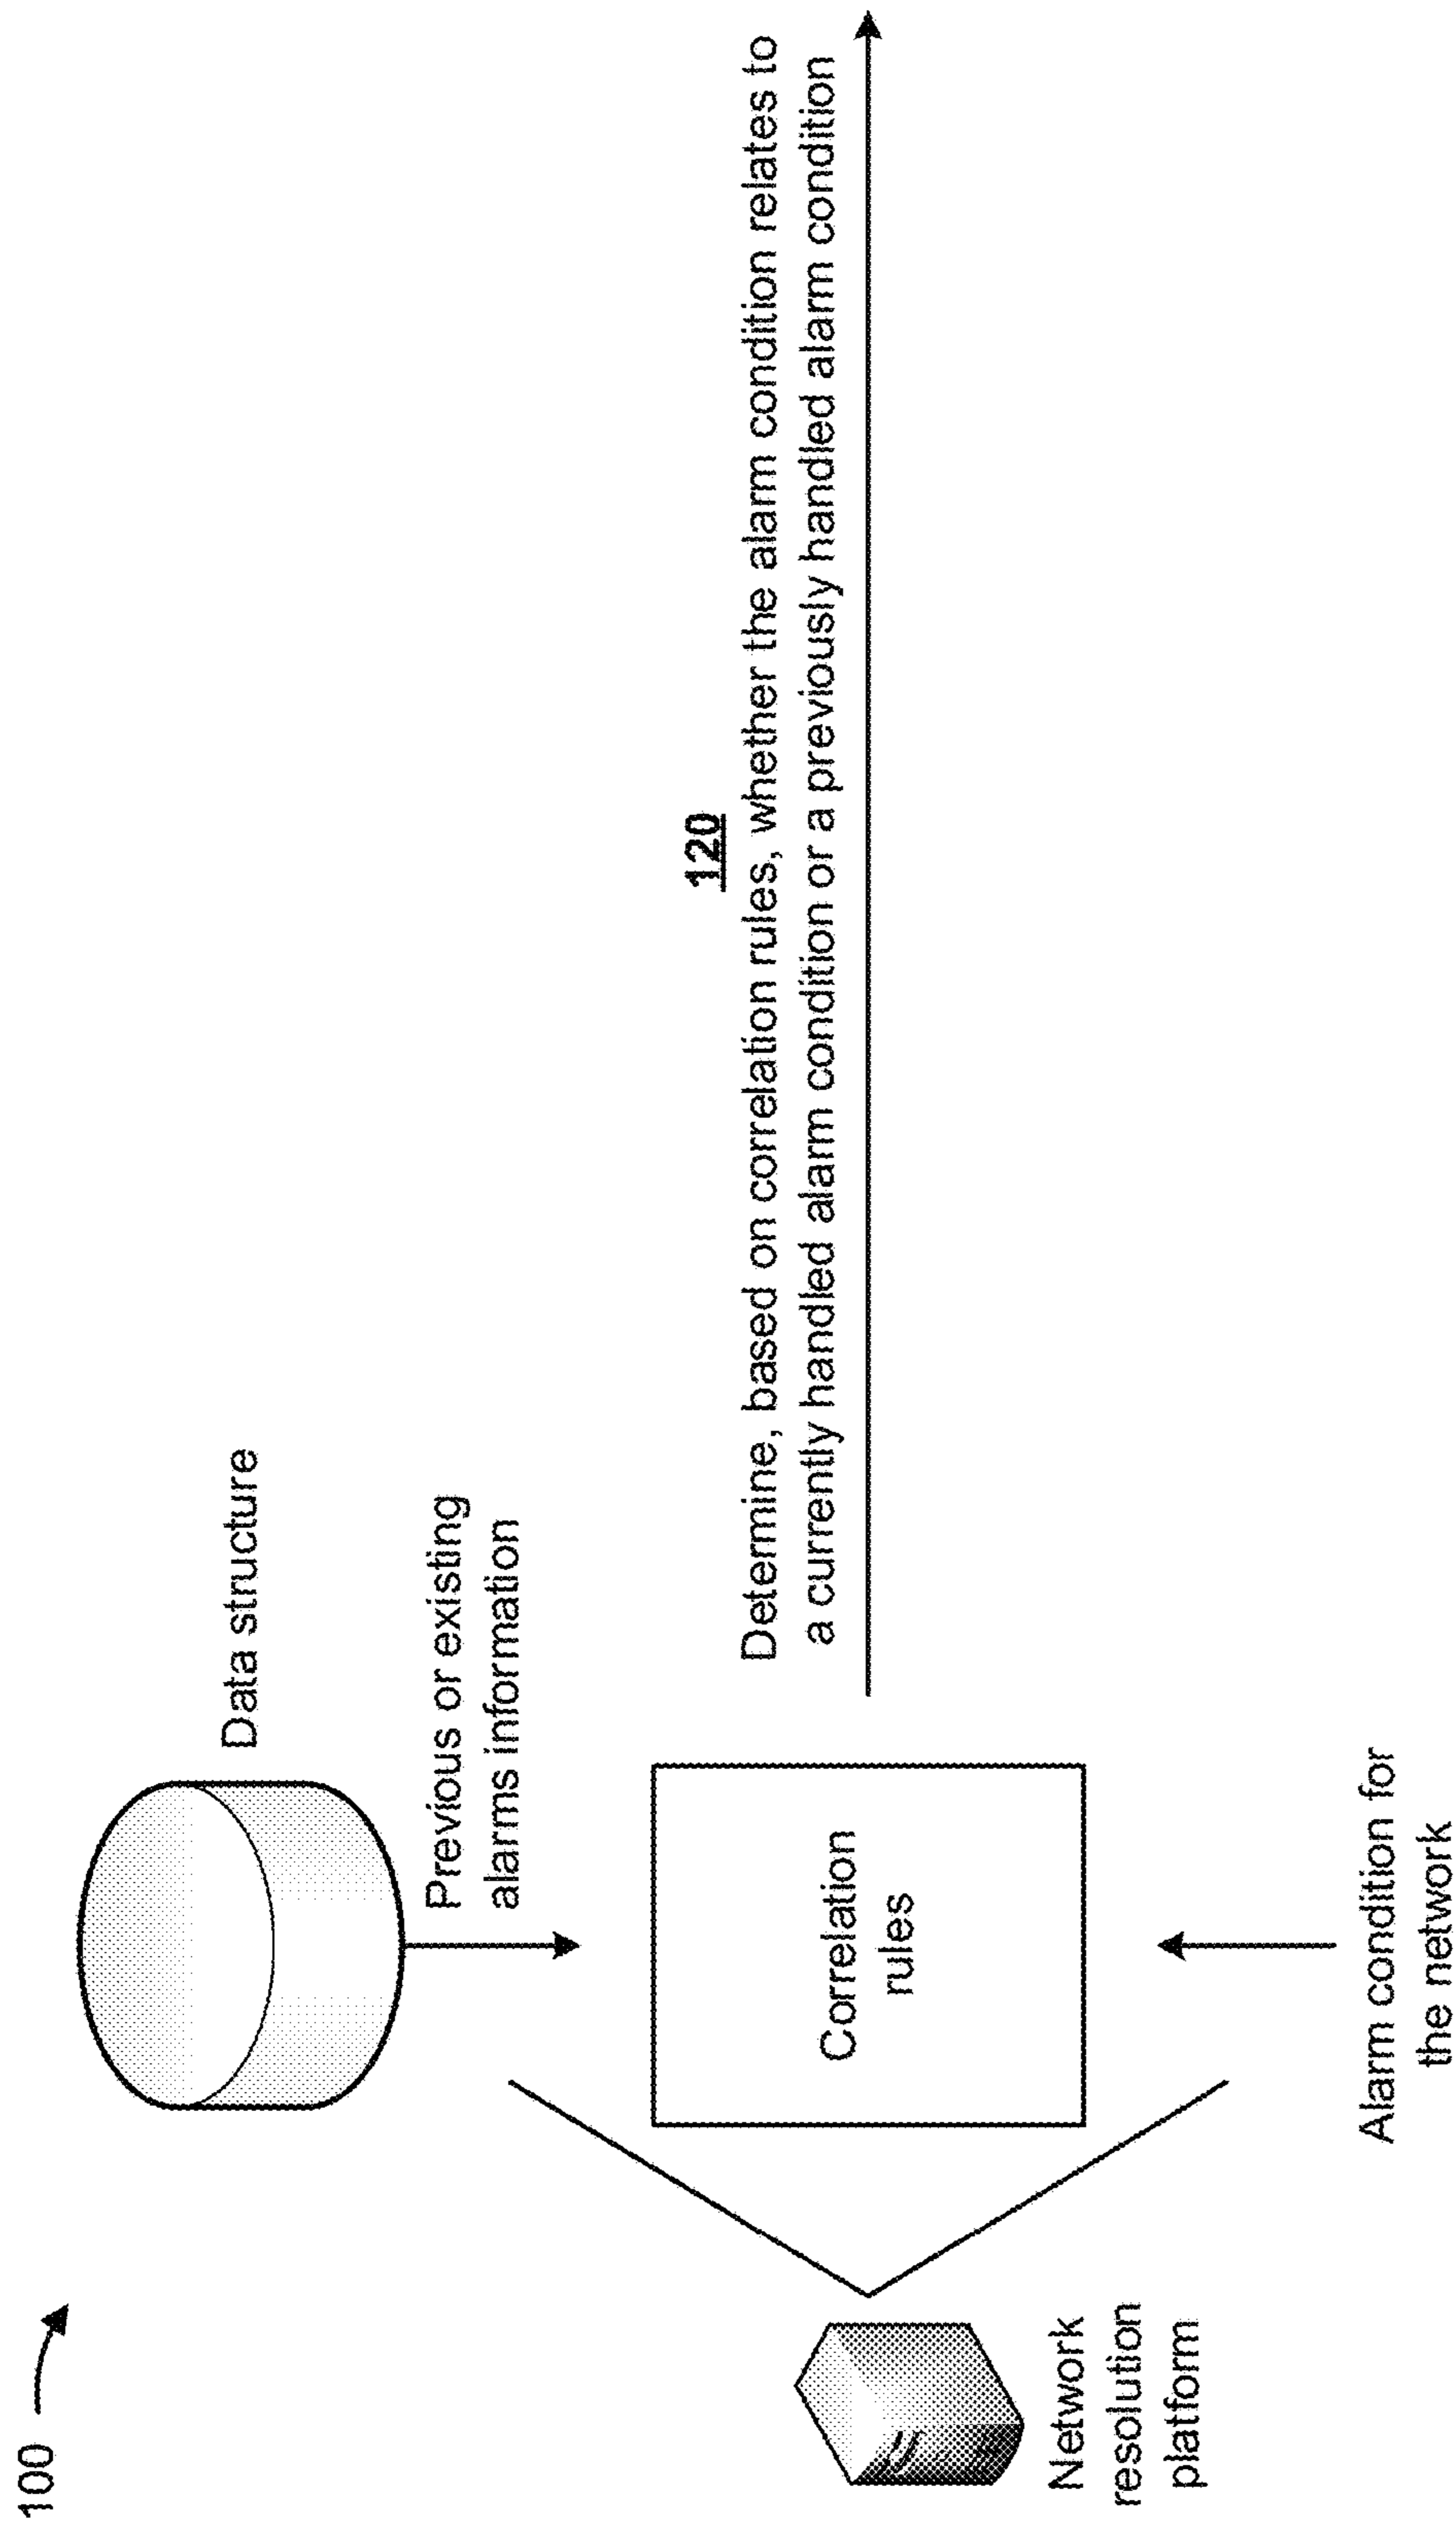 100
Data structure
Previous or existing
alarms information
120
Determine, based on correlation rules, whether the alarm condition relates to
a currently handled alarm condition or a previously handled alarm condition
Correlation
rules
Network
resolution
platform
Alarm condition for
the network